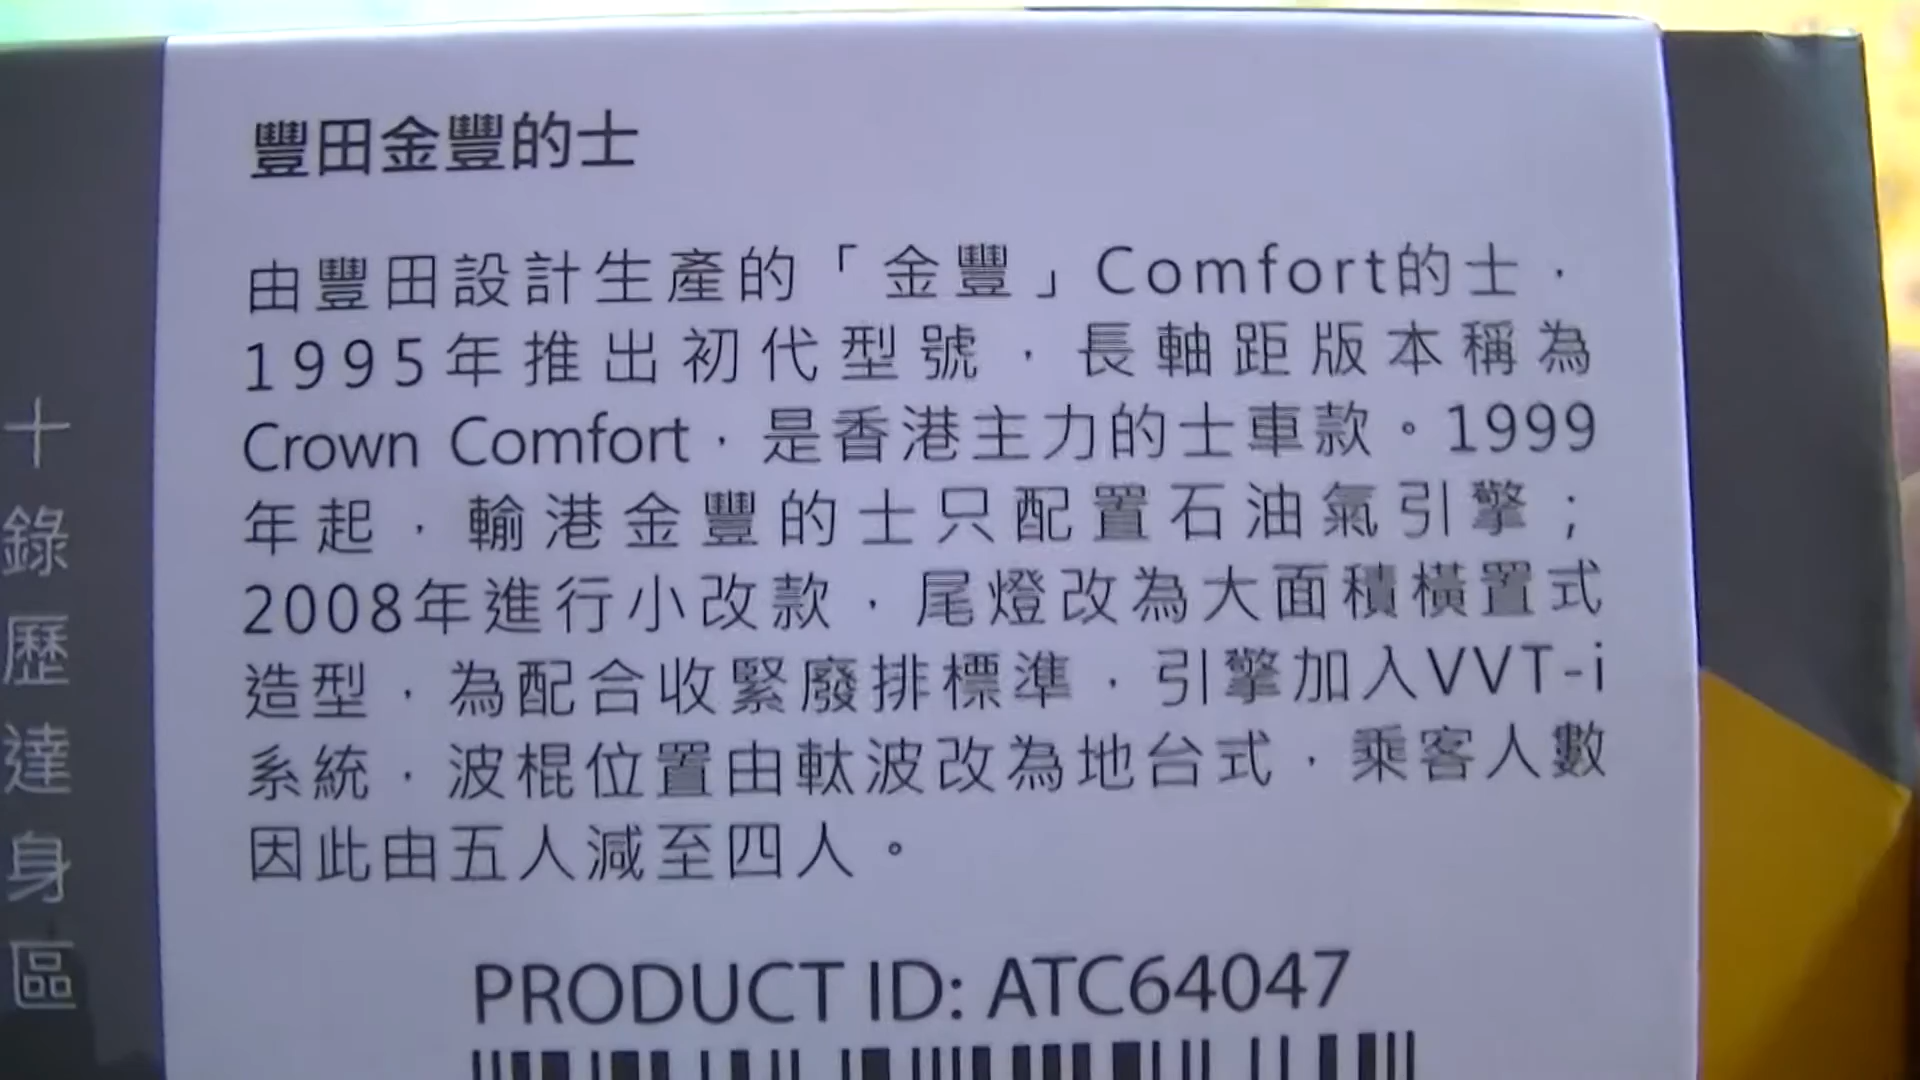 豐田金豐的士
由豐田設計生產的「金豐」Comfort的士，
1995年推出初代型號，長軸距版本稱為
Crown Comfort，是香港主力的士車款。1999
年起，輸港金豐的士只配置石油氣引擎；
2008年進行小改款，尾燈改為大面積橫置式
造型，為配合收緊廢排標準，引擎加入VVT-i
系統，波棍位置由軚波改為地台式，乘客人數
因此由五人減至四人。
PRODUCT ID: ATC64047
十錄歷達身區